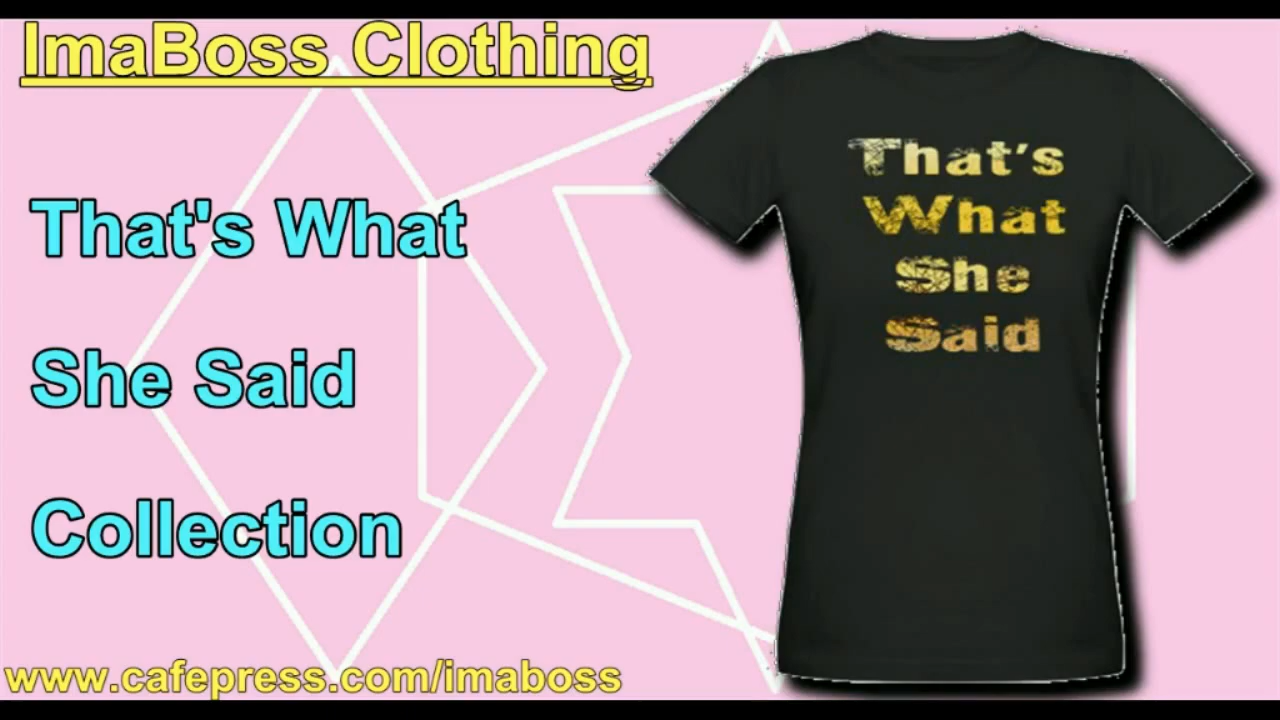 ImaBoss Clothing
That's What
She Said
Collection
www.cafepress.com/imaboss
That's
What
She
Said